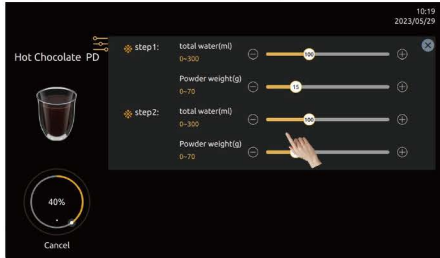 10:19
2023/05/29
Hot Chocolate PD
step1:
total water(ml)
0~300
100
Powder weight(g)
0~70
15
step2:
total water(ml)
0~300
100
Powder weight(g)
0~70
40%
Cancel